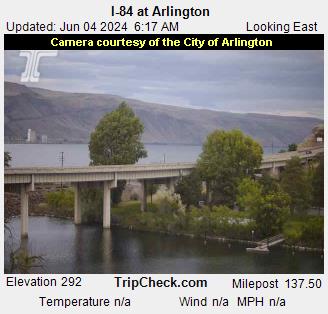 I-84 at Arlington
Updated: Jun 04 2024 6:17 AM Looking East
Camera courtesy of the City of Arlington
Elevation 292 TripCheck.com Milepost 137.50
Temperature n/a Wind n/a MPH n/a